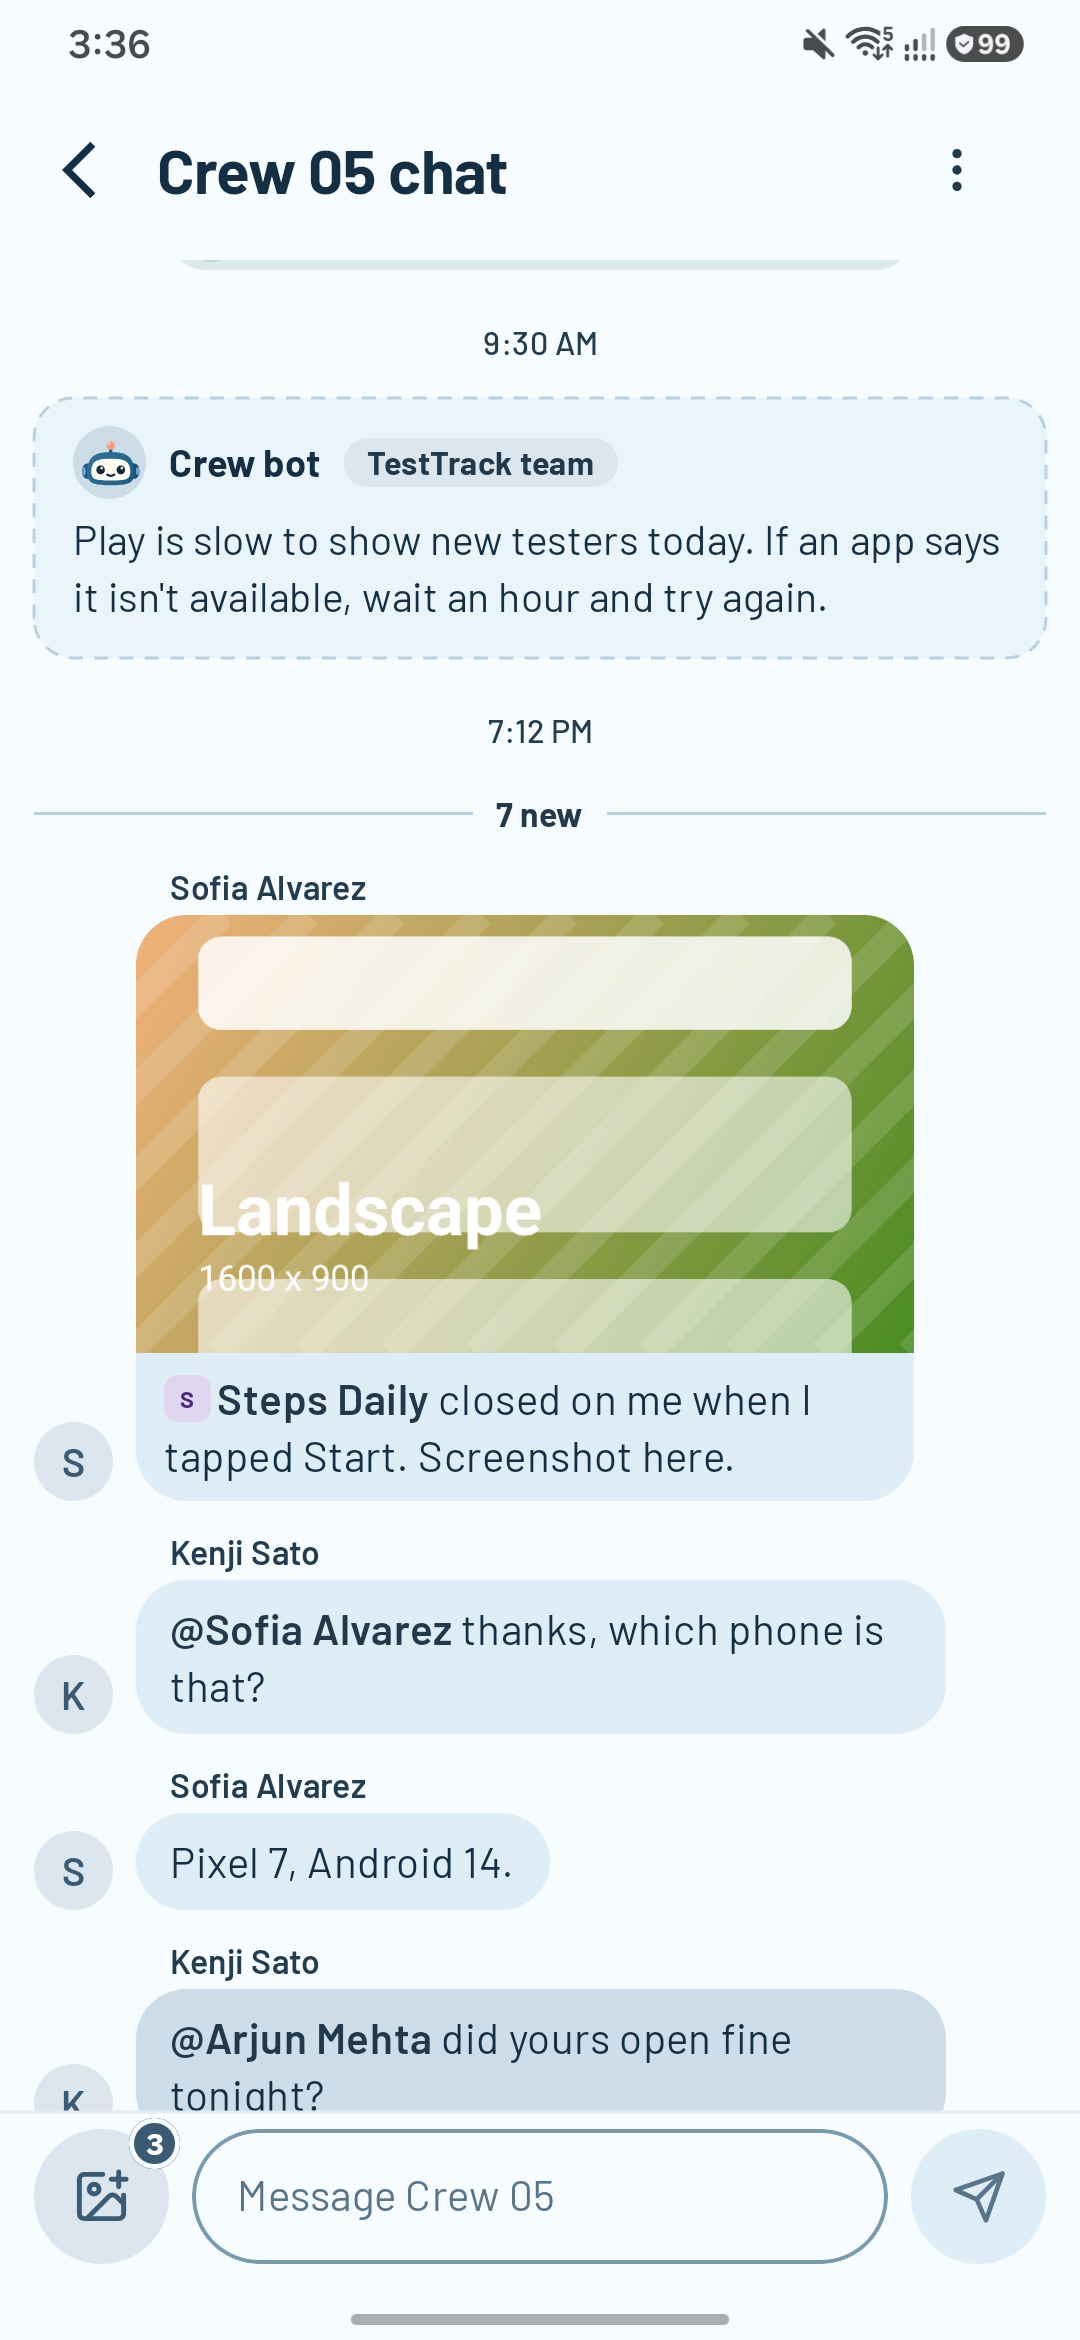 3:36
5
99
Crew 05 chat
9:30 AM
Crew bot
TestTrack team
Play is slow to show new testers today. If an app says
it isn't available, wait an hour and try again.
7:12 PM
7 new
Sofia Alvarez
Landscape
1600 x 900
S Steps Daily closed on me when I
tapped Start. Screenshot here.
S
Kenji Sato
@Sofia Alvarez thanks, which phone is
that?
K
Sofia Alvarez
Pixel 7, Android 14.
S
Kenji Sato
@Arjun Mehta did yours open fine
tonight?
K
3
Message Crew 05